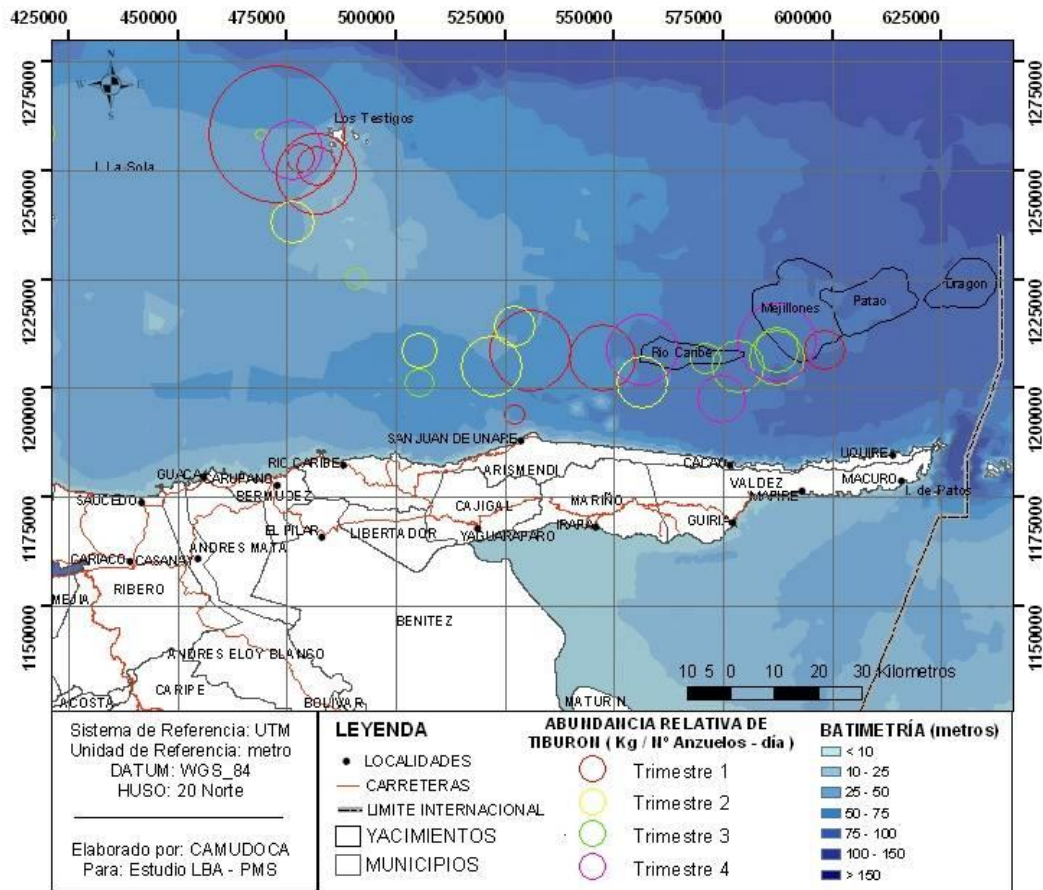 425000 450000 475000 500000 525000 550000 575000 600000 625000
1275000 1275000
N
W E
S
Los Testigos
I. La Sola
1250000 1250000
1225000 1225000
Dragon
Patao
Mejillones
Rio Caribe
1200000 1200000
SAN JUAN DE UNARE
UQUIRE
RIO CARIBE
ARISMENDI
CACAO
GUACA
CARUPANO
VALDEZ
MACURO
SAUCEDO
BERMUDEZ
MAPIRE
I. de Patos
1175000 1175000
CAJIGAL
MARIÑO
GUIRIA
EL PILAR
LIBERTADOR
YAGUARAPARO
IRAPA
ANDRES MATA
CARIACO
CASANAY
RIBERO
MEJIA
1150000 1150000
BENITEZ
ANDRES ELOY BLANCO
CARIPE
ACOSTA
BOLIVAR
MATURIN
10 5 0 10 20 30 Kilometros
Sistema de Referencia: UTM
Unidad de Referencia: metro
DATUM: WGS_84
HUSO: 20 Norte
Elaborado por: CAMUDOCA
Para: Estudio LBA - PMS
LEYENDA
LOCALIDADES
CARRETERAS
LIMITE INTERNACIONAL
YACIMIENTOS
MUNICIPIOS
ABUNDANCIA RELATIVA DE
TIBURON ( Kg / Nº Anzuelos - día )
Trimestre 1
Trimestre 2
Trimestre 3
Trimestre 4
BATIMETRÍA (metros)
< 10
10 - 25
25 - 50
50 - 75
75 - 100
100 - 150
> 150